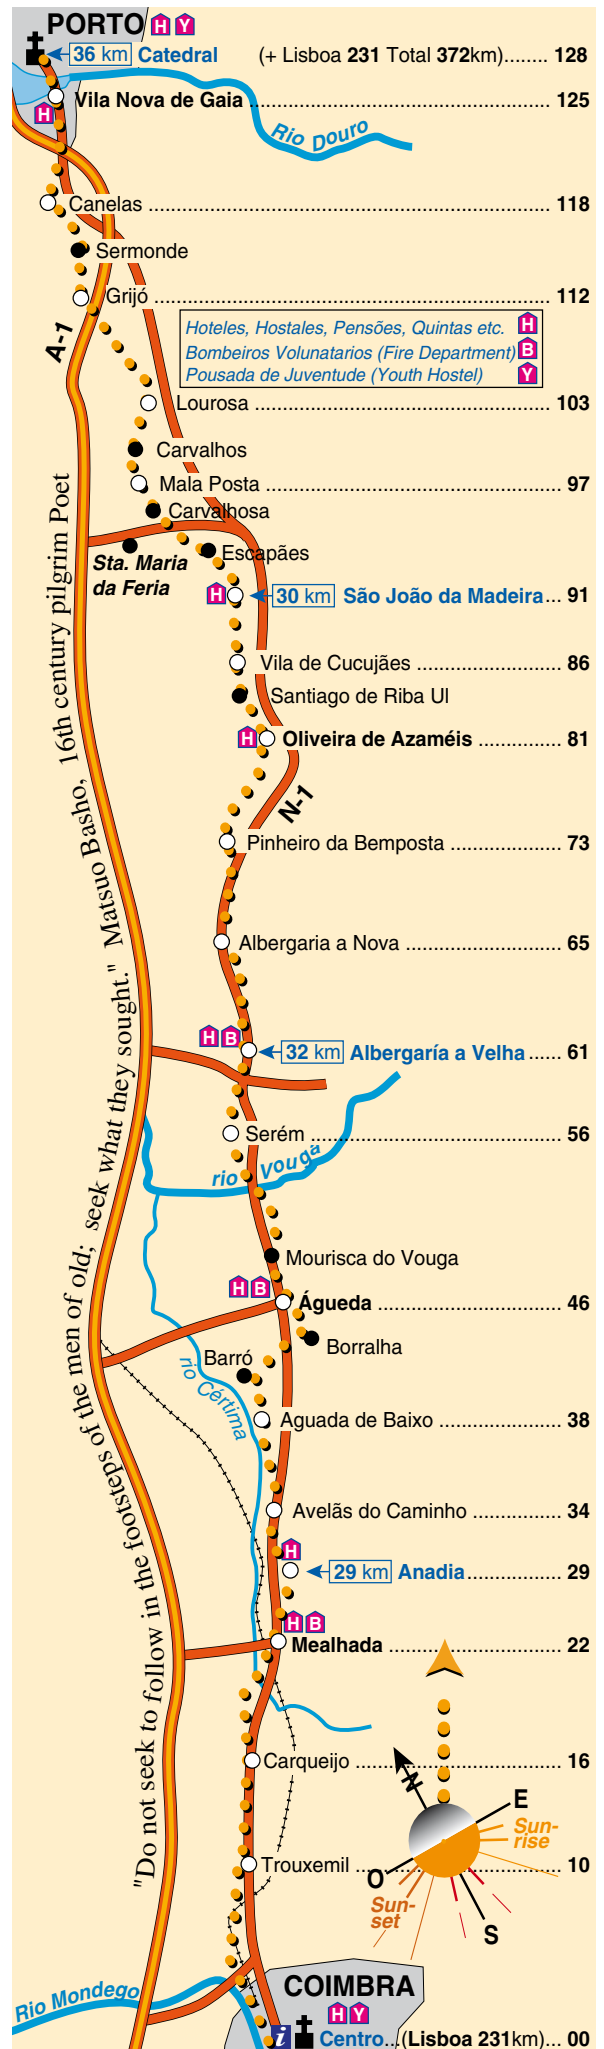 PORTO H Y
36 km Catedral (+ Lisboa 231 Total 372km)........ 128
Vila Nova de Gaia ............ 125
H
Rio Douro
Canelas ............ 118
Sermonde
Grijó ............ 112
A-1
Hoteles, Hostales, Pensões, Quintas etc. H
Bombeiros Volunatarios (Fire Department) B
Pousada de Juventude (Youth Hostel) Y
Lourosa ............ 103
Carvalhos
Mala Posta ............ 97
Carvalhosa
Escapães
Sta. Maria
da Feria
H 30 km São João da Madeira... 91
Vila de Cucujães ............ 86
Santiago de Riba Ul
H Oliveira de Azaméis ............ 81
N-1
Pinheiro da Bemposta ............ 73
Albergaria a Nova ............ 65
H B
32 km Albergaría a Velha ...... 61
Serém ............ 56
rio Vouga
Mourisca do Vouga
H B
Águeda ............ 46
Borralha
Barró
rio Cértima
Aguada de Baixo ............ 38
Avelãs do Caminho ............ 34
H
29 km Anadia ............ 29
H B
Mealhada ............ 22
Carqueijo ............ 16
N
E
Sun-
rise
Trouxemil ............ 10
O
Sun-
set
S
"Do not seek to follow in the footsteps of the men of old; seek what they sought." Matsuo Basho, 16th century pilgrim Poet
Rio Mondego
COIMBRA
H Y
i Centro...(Lisboa 231km)... 00